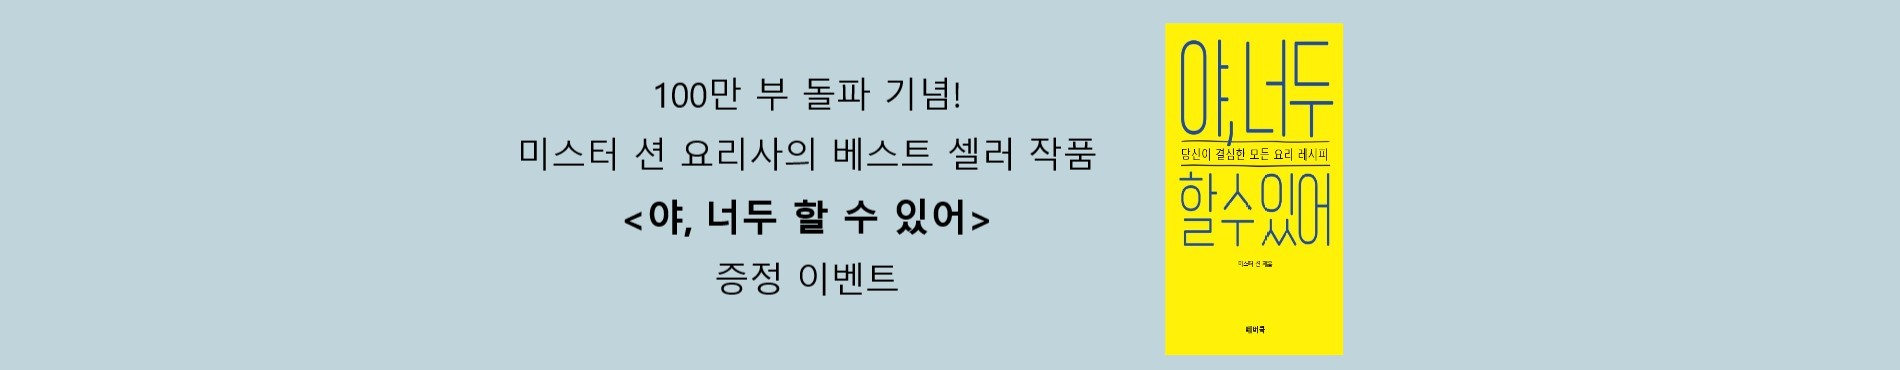 100만 부 돌파 기념!
미스터 션 요리사의 베스트 셀러 작품
<야, 너두 할 수 있어>
증정 이벤트
야, 너두
당신이 결심한 모든 요리 레시피
할 수 있어
미스터 션 지음